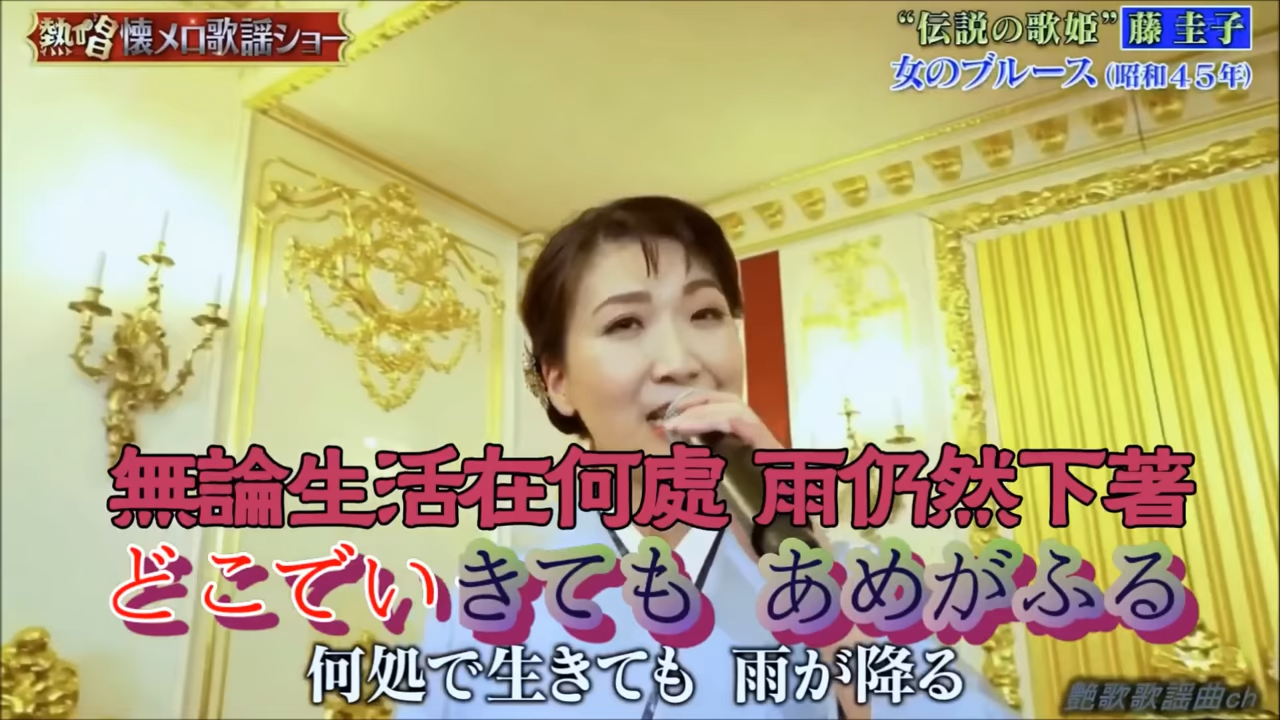 熱唱 懐メロ歌謡ショー
“伝説の歌姫” 藤 圭子
女のブルース (昭和45年)
無論生活在何處 雨仍然下著
どこでいきても あめがふる
何処で生きても 雨が降る
艶歌歌謡曲ch